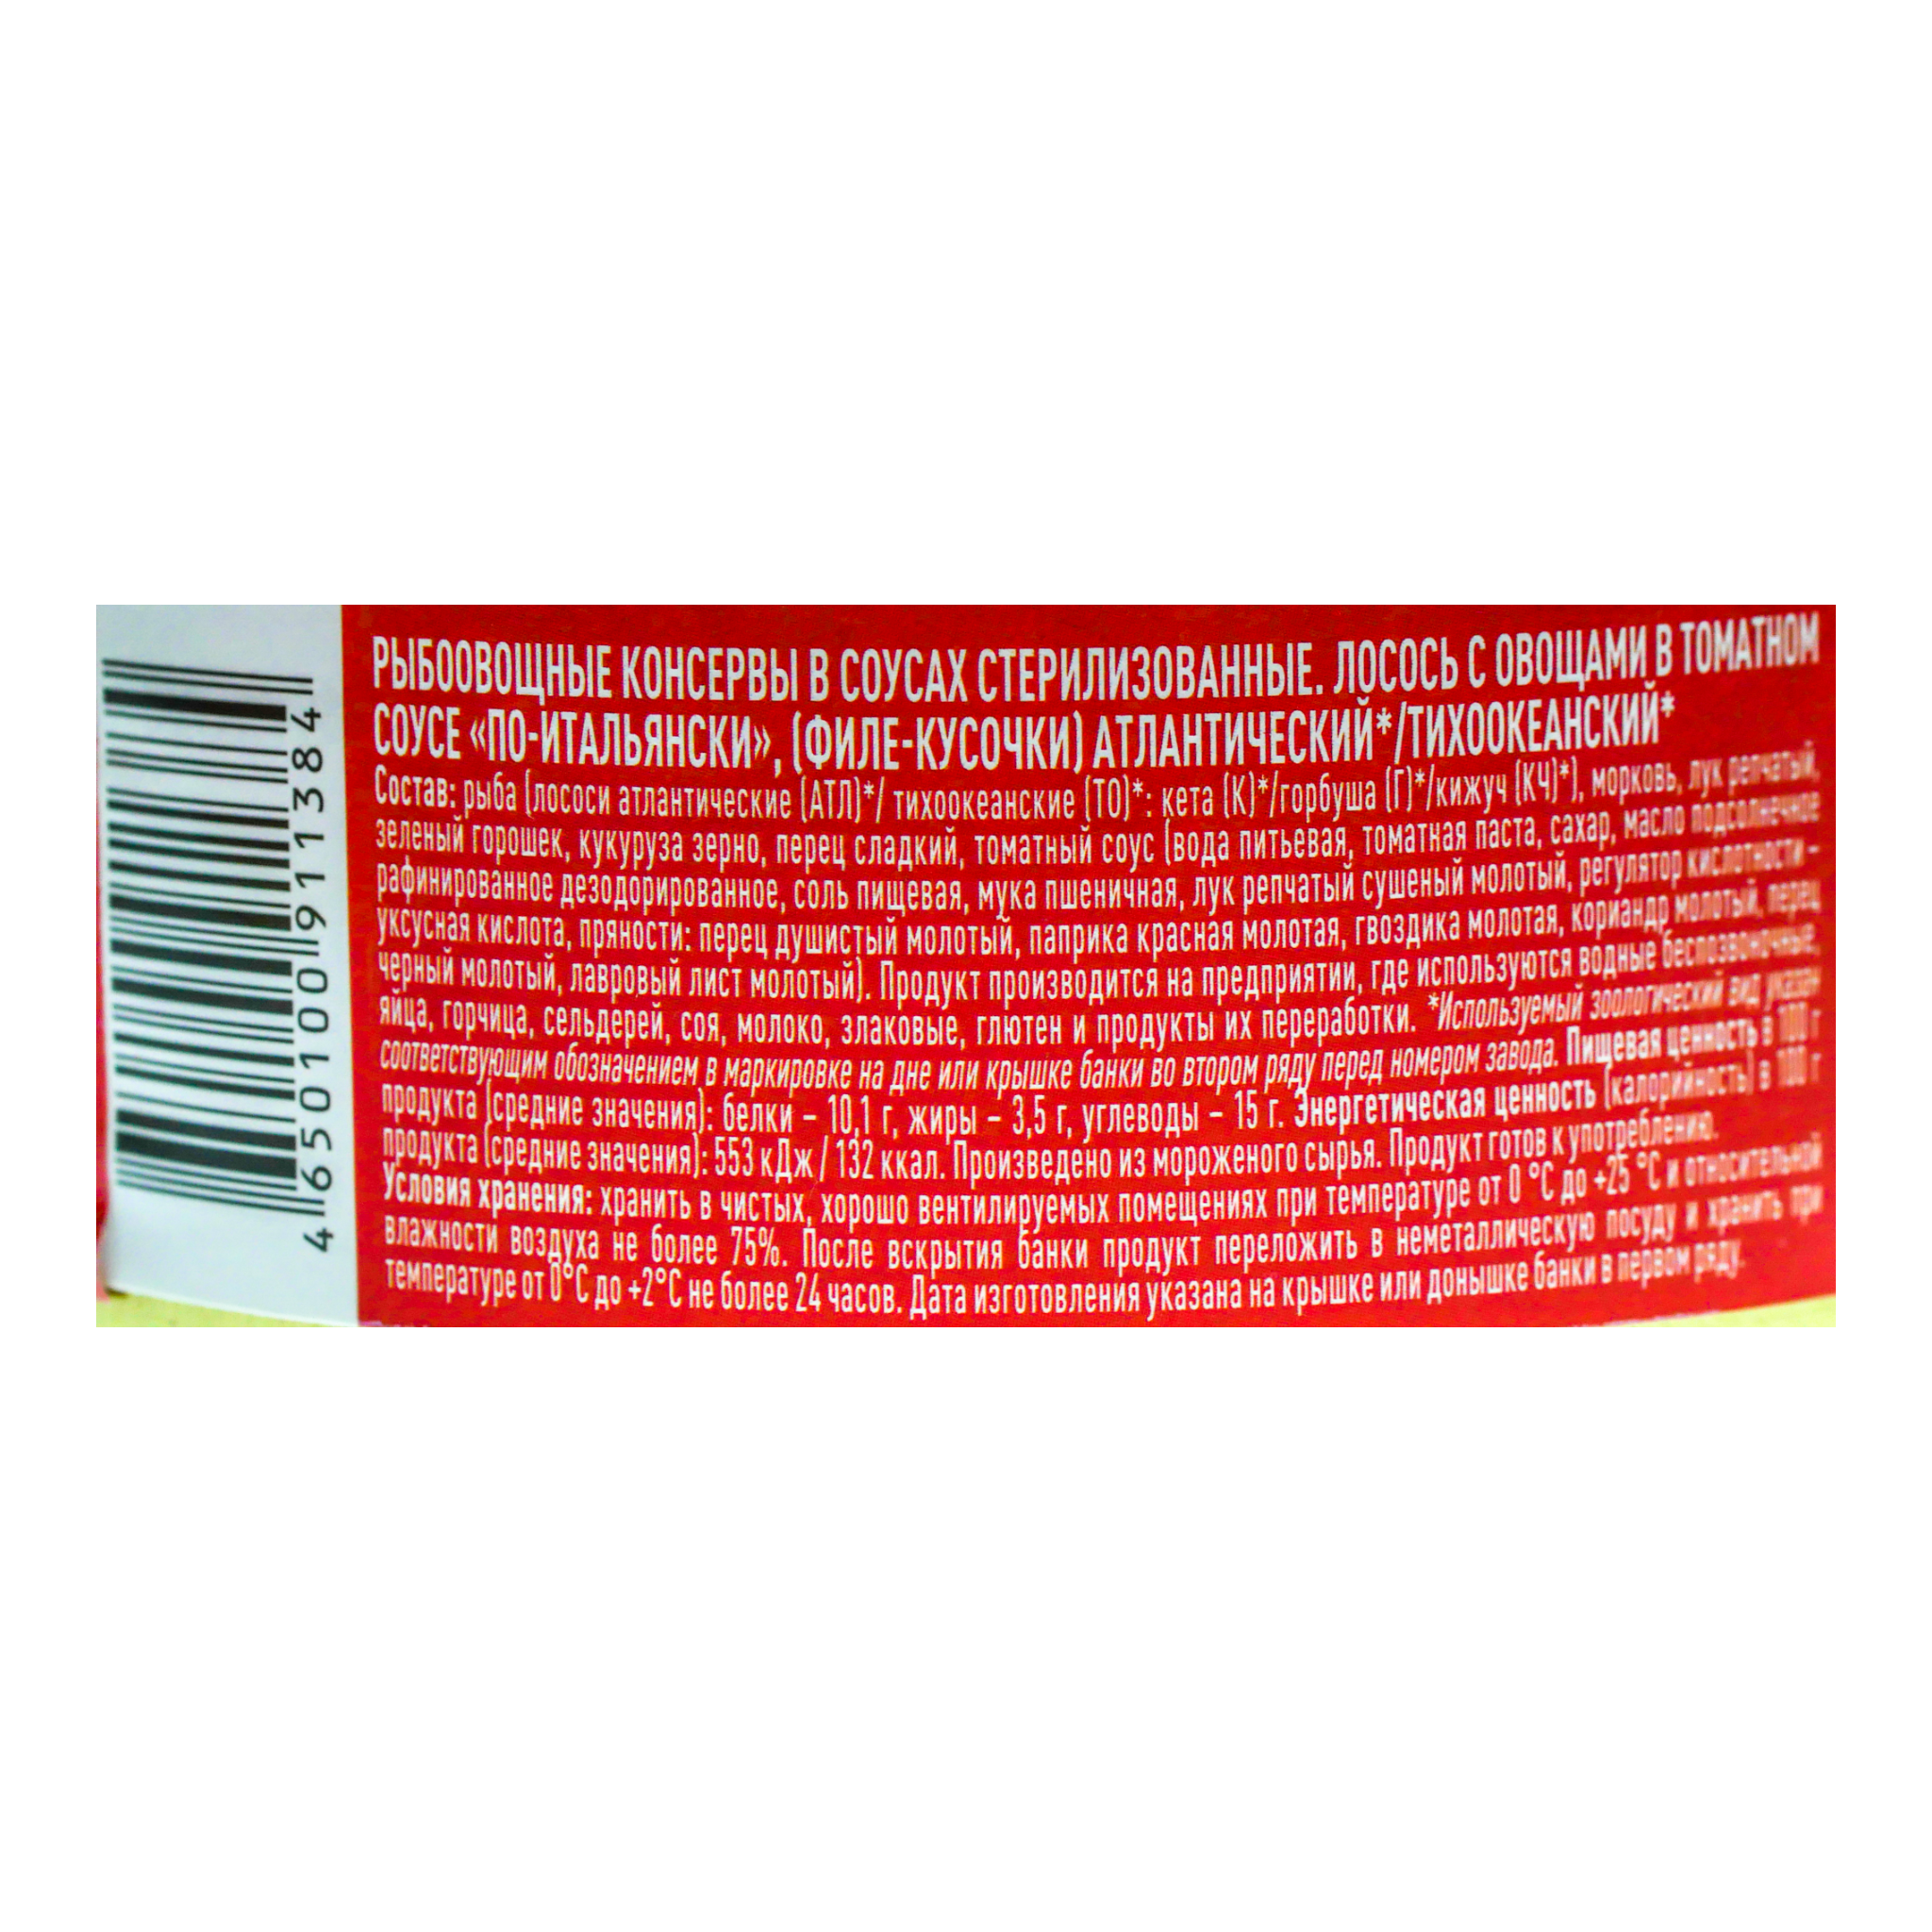 4650100911384
РЫБООВОЩНЫЕ КОНСЕРВЫ В СОУСАХ СТЕРИЛИЗОВАННЫЕ. ЛОСОСЬ С ОВОЩАМИ В ТОМАТНОМ
СОУСЕ «ПО-ИТАЛЬЯНСКИ», (ФИЛЕ-КУСОЧКИ) АТЛАНТИЧЕСКИЙ*/ТИХООКЕАНСКИЙ*
Состав: рыба (лососи атлантические (АТЛ)*/ тихоокеанские (ТО)*: кета (К)*/горбуша (Г)*/кижуч (КЧ)*), морковь, лук репчатый,
зеленый горошек, кукуруза зерно, перец сладкий, томатный соус (вода питьевая, томатная паста, сахар, масло подсолнечное
рафинированное дезодорированное, соль пищевая, мука пшеничная, лук репчатый сушеный молотый, регулятор кислотности –
уксусная кислота, пряности: перец душистый молотый, паприка красная молотая, гвоздика молотая, кориандр молотый, перец
черный молотый, лавровый лист молотый). Продукт производится на предприятии, где используются водные беспозвоночные,
яйца, горчица, сельдерей, соя, молоко, злаковые, глютен и продукты их переработки. *Используемый зоологический вид указан
соответствующим обозначением в маркировке на дне или крышке банки во втором ряду перед номером завода. Пищевая ценность в 100 г
продукта (средние значения): белки – 10,1 г, жиры – 3,5 г, углеводы – 15 г. Энергетическая ценность (калорийность) в 100 г
продукта (средние значения): 553 кДж / 132 ккал. Произведено из мороженого сырья. Продукт готов к употреблению.
Условия хранения: хранить в чистых, хорошо вентилируемых помещениях при температуре от 0 °C до +25 °C и относительной
влажности воздуха не более 75%. После вскрытия банки продукт переложить в неметаллическую посуду и хранить при
температуре от 0°C до +2°C не более 24 часов. Дата изготовления указана на крышке или донышке банки в первом ряду.